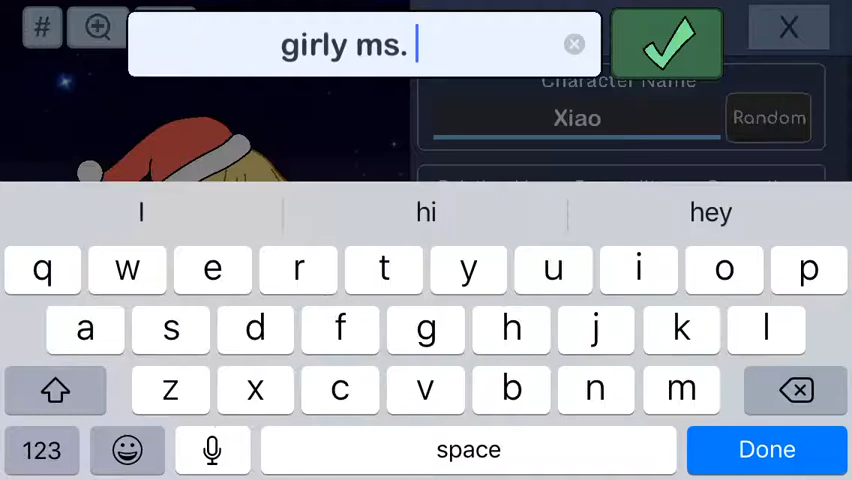 #
girly ms.
X
Character Name
Xiao
Random
I
hi
hey
q w e r t y u i o p
a s d f g h j k l
z x c v b n m
123
space
Done